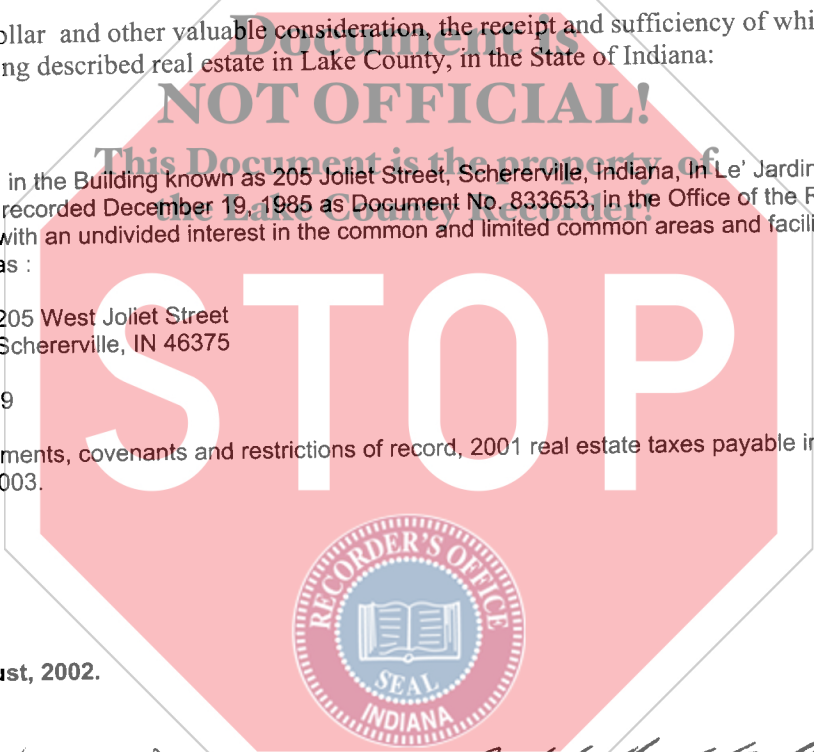 ollar and other valuable consideration, the receipt and sufficiency of whi
Document is
ng described real estate in Lake County, in the State of Indiana:
NOT OFFICIAL!
This Document is the property of
in the Building known as 205 Joliet Street, Schererville, Indiana, In Le' Jardin
the Lake County Recorder!
recorded December 19, 1985 as Document No. 833653, in the Office of the R
with an undivided interest in the common and limited common areas and facili
as :
205 West Joliet Street
Schererville, IN 46375
STOP
9
ments, covenants and restrictions of record, 2001 real estate taxes payable in
003.
RECORDER'S OFFICE
SEAL
INDIANA
ust, 2002.